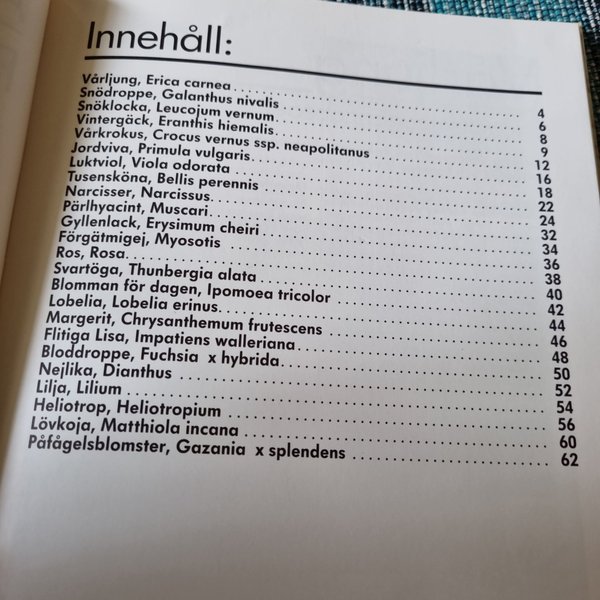 Innehåll:
Vårljung, Erica carnea 4
Snödroppe, Galanthus nivalis 6
Snöklocka, Leucojum vernum 8
Vintergäck, Eranthis hiemalis 9
Vårkrokus, Crocus vernus ssp. neapolitanus 12
Jordviva, Primula vulgaris 16
Luktviol, Viola odorata 18
Tusensköna, Bellis perennis 22
Narcisser, Narcissus 24
Pärlhyacint, Muscari 32
Gyllenlack, Erysimum cheiri 34
Förgätmigej, Myosotis 36
Ros, Rosa 38
Svartöga, Thunbergia alata 40
Blomman för dagen, Ipomoea tricolor 42
Lobelia, Lobelia erinus 44
Margerit, Chrysanthemum frutescens 46
Flitiga Lisa, Impatiens walleriana 48
Bloddroppe, Fuchsia x hybrida 50
Nejlika, Dianthus 52
Lilja, Lilium 54
Heliotrop, Heliotropium 56
Lövkoja, Matthiola incana 60
Påfågelsblomster, Gazania x splendens 62